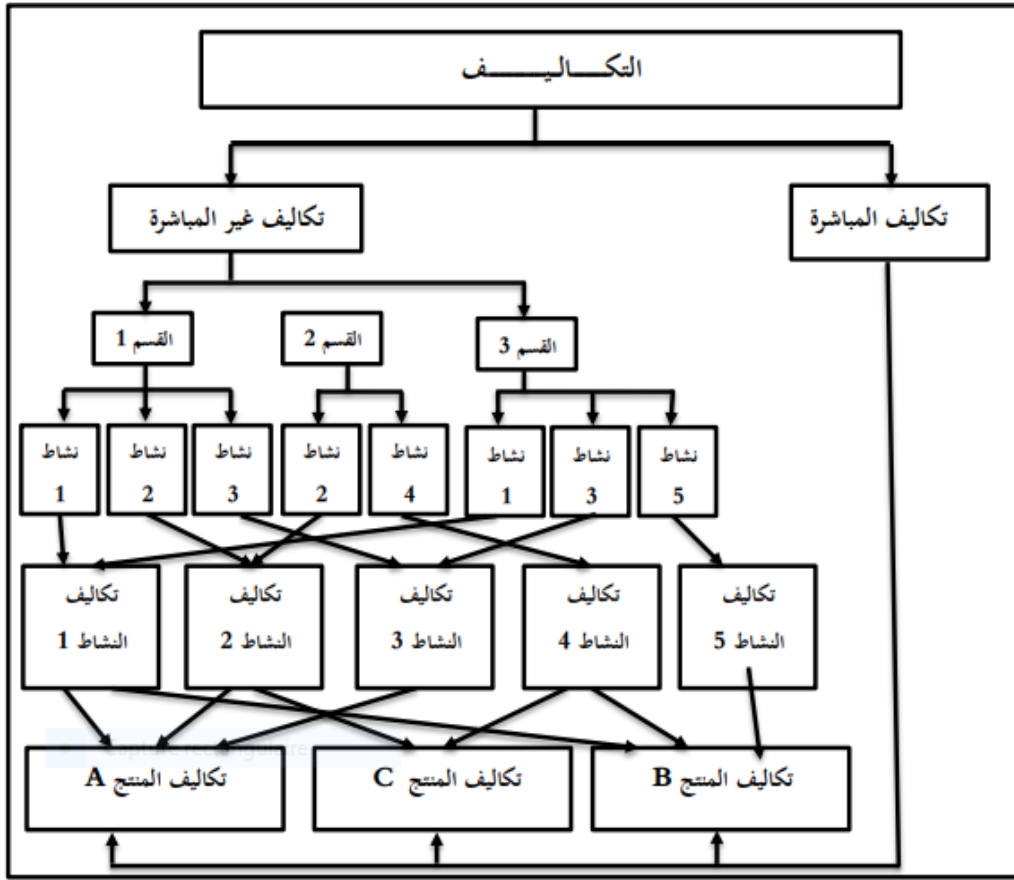 التكـــاليـــــف
تكاليف المباشرة
تكاليف غير المباشرة
القسم 3
القسم 2
القسم 1
نشاط
5
نشاط
3
نشاط
1
نشاط
4
نشاط
2
نشاط
3
نشاط
2
نشاط
1
تكاليف
النشاط 5
تكاليف
النشاط 4
تكاليف
النشاط 3
تكاليف
النشاط 2
تكاليف
النشاط 1
تكاليف المنتج B
تكاليف المنتج C
تكاليف المنتج A
Capture rectangulaire